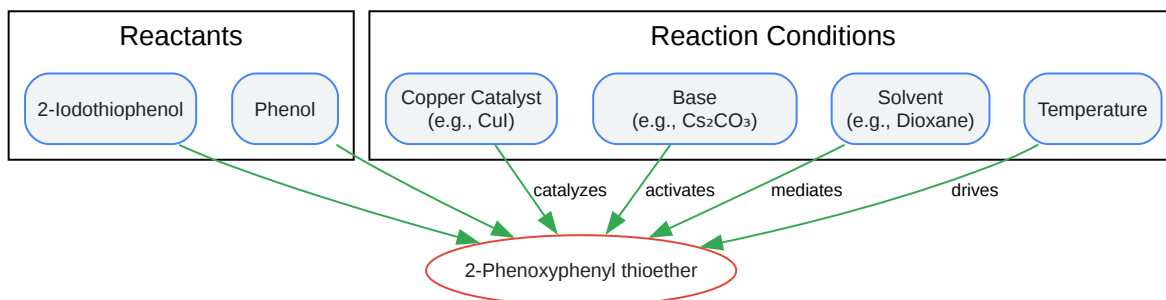 Reactants
Reaction Conditions
2-Iodothiophenol
Phenol
Copper Catalyst
(e.g., CuI)
Base
(e.g., Cs₂CO₃)
Solvent
(e.g., Dioxane)
Temperature
catalyzes
activates
mediates
drives
2-Phenoxyphenyl thioether